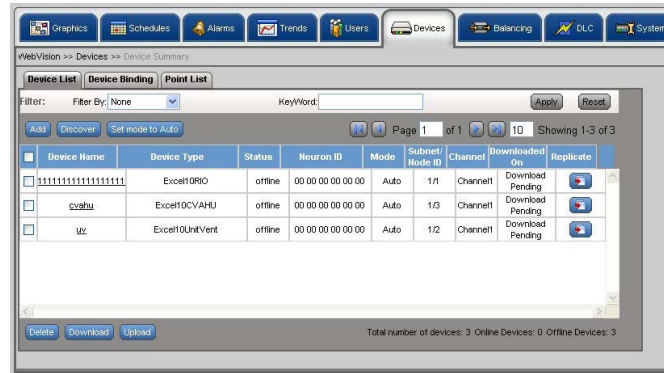 Graphics Schedules Alarms Trends Users Devices Balancing DLC System
WebVision >> Devices >> Device Summary
Device List Device Binding Point List
Filter: Filter By: None KeyWord: Apply Reset
Add Discover Set mode to Auto Page 1 of 1 10 Showing 1-3 of 3
Device Name Device Type Status Neuron ID Mode Subnet/ Node ID Channel Downloaded On Replicate
111111111111111111 Excel10RIO offline 00 00 00 00 00 00 Auto 1/1 Channel1 Download Pending
cvahu Excel10CVAHU offline 00 00 00 00 00 00 Auto 1/3 Channel1 Download Pending
uv Excel10UnitVent offline 00 00 00 00 00 00 Auto 1/2 Channel1 Download Pending
Delete Download Upload Total number of devices: 3 Online Devices: 0 Offline Devices: 3